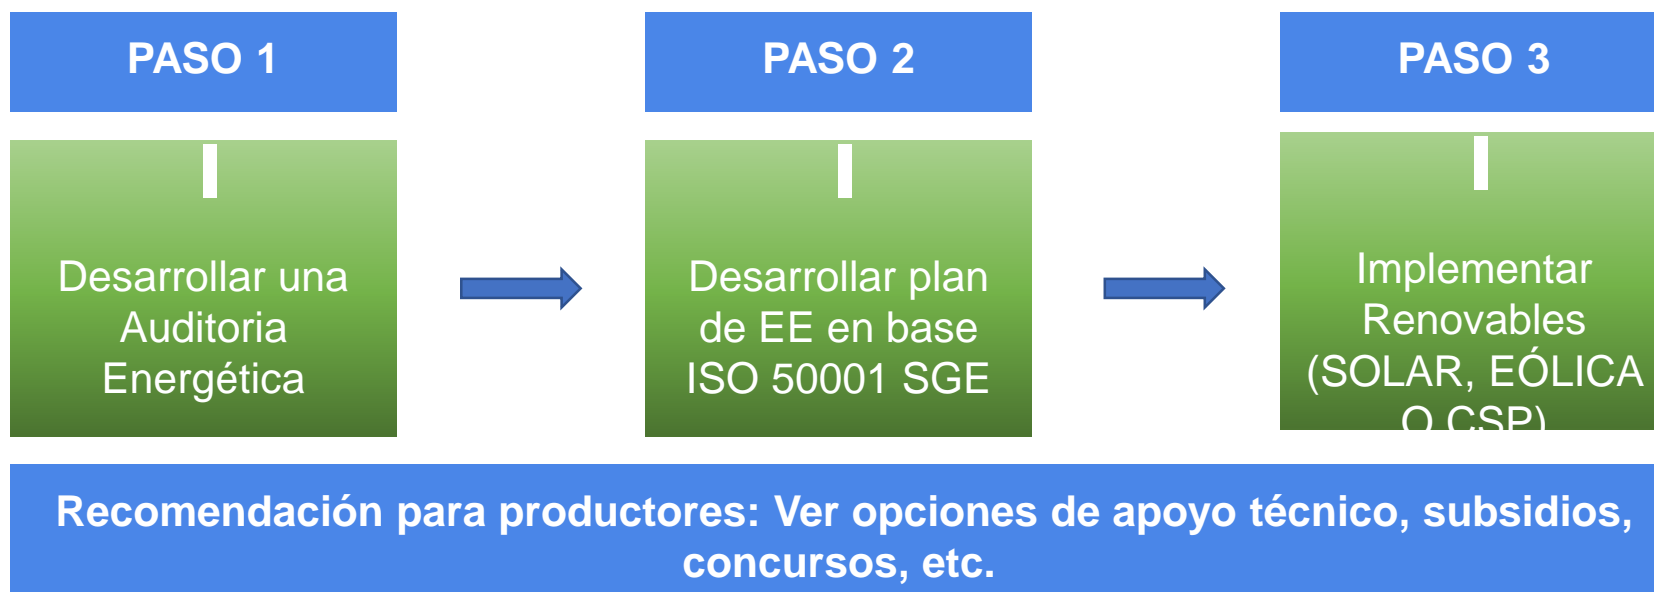 PASO 1
PASO 2
PASO 3
Desarrollar una
Auditoria
Energética
Desarrollar plan
de EE en base
ISO 50001 SGE
Implementar
Renovables
(SOLAR, EÓLICA
O CSP)
Recomendación para productores: Ver opciones de apoyo técnico, subsidios,
concursos, etc.